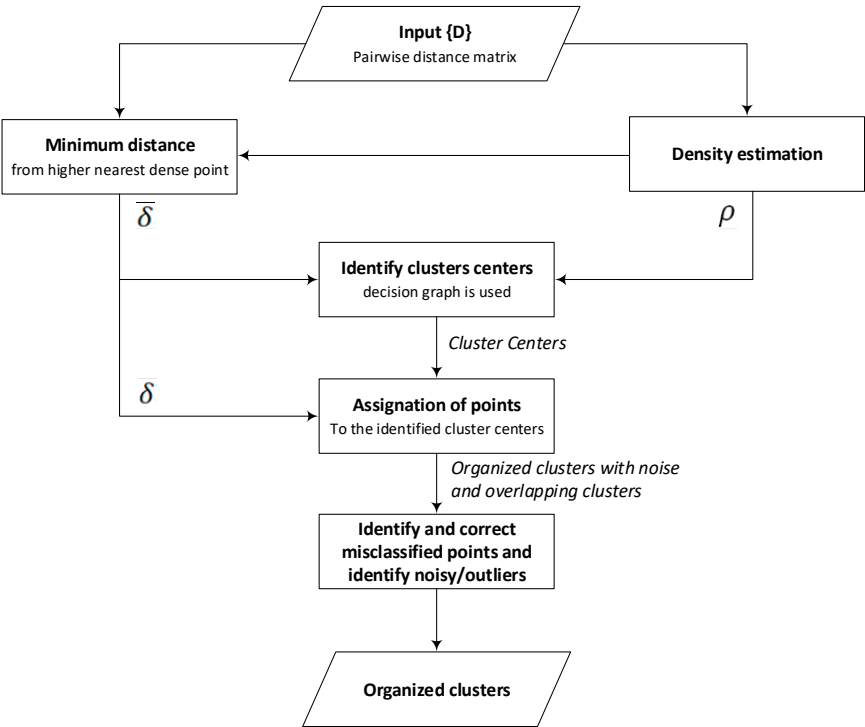 Input {D}
Pairwise distance matrix
Minimum distance
from higher nearest dense point
Density estimation
δ̅
ρ
Identify clusters centers
decision graph is used
Cluster Centers
δ̅
Assignation of points
To the identified cluster centers
Organized clusters with noise
and overlapping clusters
Identify and correct
misclassified points and
identify noisy/outliers
Organized clusters